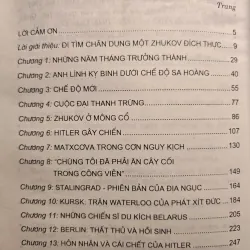 Trang
LỜI CẢM ƠN 5
Lời giới thiệu: ĐI TÌM CHÂN DUNG MỘT ZHUKOV ĐÍCH THỰC 9
Chương 1: NHỮNG NĂM THÁNG TRƯỞNG THÀNH 29
Chương 2: ANH LÍNH KỴ BINH DƯỚI CHẾ ĐỘ SA HOÀNG
Chương 3: CHẾ ĐỘ MỚI 55
Chương 4: CUỘC ĐẠI THANH TRỪNG 77
Chương 5: ZHUKOV Ở MÔNG CỔ
Chương 6: HITLER GÂY CHIẾN
Chương 7: MATXCOVA TRONG CƠN NGUY KỊCH
Chương 8: "CHÚNG TÔI ĐÃ PHẢI ĂN CÂY CỐI
TRONG CÔNG VIÊN" 149
Chương 9: STALINGRAD - PHIÊN BẢN CỦA ĐỊA NGỤC 164
Chương 10: KURSK. TRẬN WATERLOO CỦA PHÁT XÍT ĐỨC
Chương 11: NHỮNG CHIẾN SĨ DU KÍCH BELARUS 205
Chương 12: BERLIN: THẤT THỦ VÀ HỒI SINH
Chương 13: HÔN NHÂN VÀ CÁI CHẾT CỦA HITLER 247